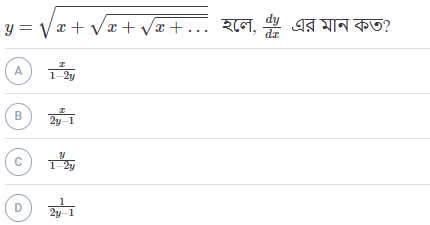 y = √(x + √(x + √(x + …))) হলে, dy/dx এর মান কত?
A x/(1−2y)
B x/(2y−1)
C y/(1−2y)
D 1/(2y−1)